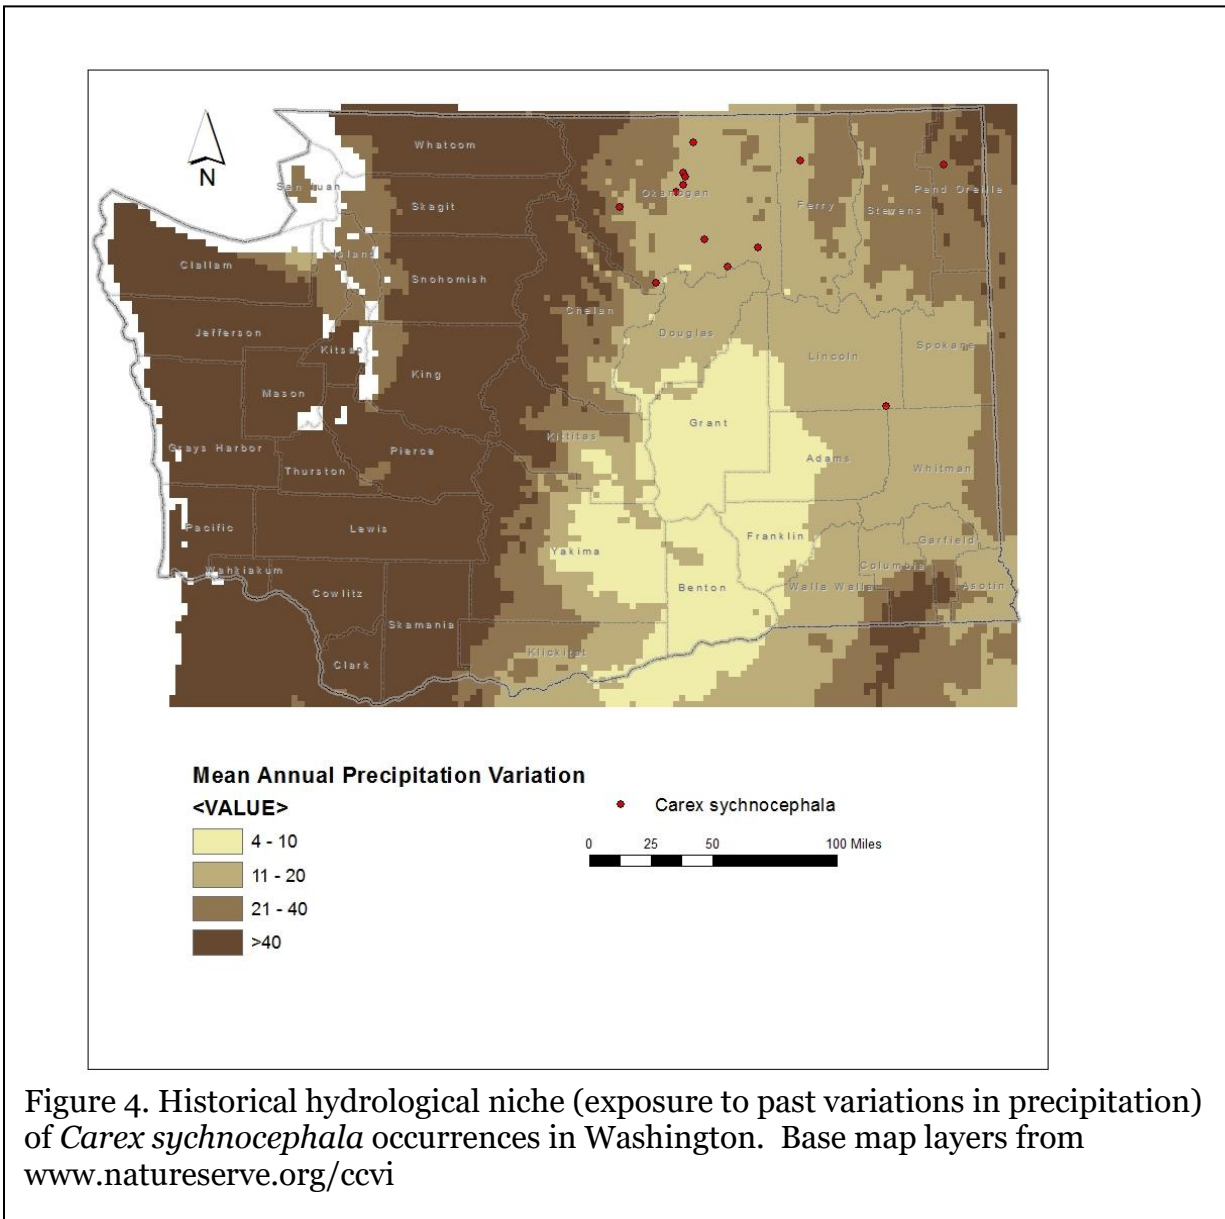 N
Whatcom
San Juan
Skagit
Okanogan
Pend Oreille
Ferry
Stevens
Island
Clallam
Snohomish
Chelan
Jefferson
Douglas
Kitsap
Lincoln
Spokane
King
Mason
Grant
Kittitas
Grays Harbor
Pierce
Adams
Whitman
Thurston
Pacific
Lewis
Franklin
Garfield
Yakima
Columbia
Wahkiakum
Benton
Walla Walla
Asotin
Cowlitz
Skamania
Klickitat
Clark
Mean Annual Precipitation Variation
<VALUE>
4 - 10
11 - 20
21 - 40
>40
Carex sychnocephala
0 25 50 100 Miles
Figure 4. Historical hydrological niche (exposure to past variations in precipitation)
of Carex sychnocephala occurrences in Washington. Base map layers from
www.natureserve.org/ccvi